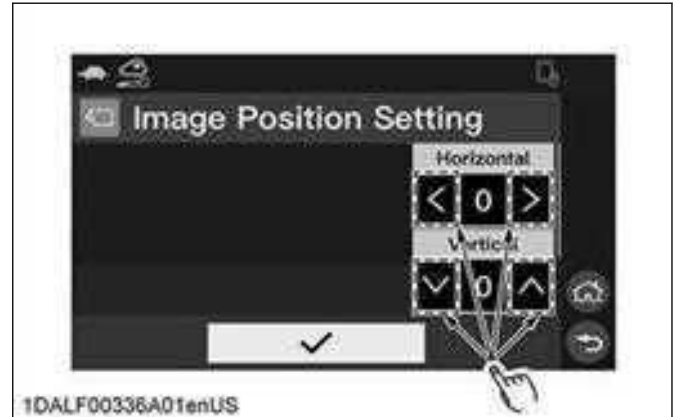 Image Position Setting
Horizontal
< 0 >
Vertical
0
1DALF00336A01enUS